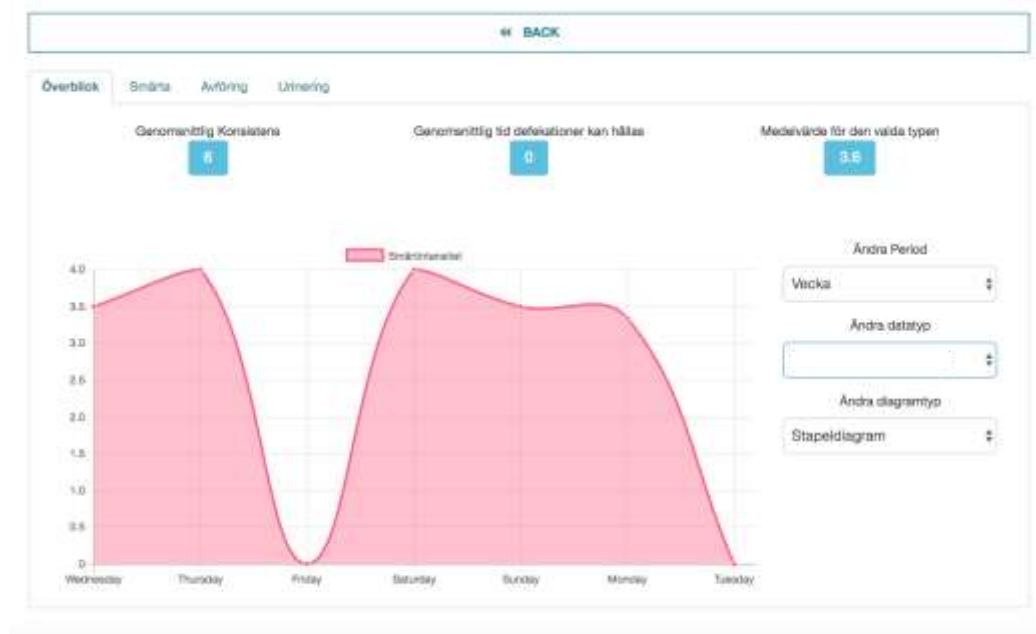 « BACK
Överblick Smärta Avföring Urinering
Genomsnittlig Konsistens
6
Genomsnittlig tid defekationer kan hållas
0
Medelvärde för den valda typen
3.6
Smärtintensitet
4.0
3.5
3.0
2.5
2.0
1.5
1.0
0.5
0
Wednesday Thursday Friday Saturday Sunday Monday Tuesday
Ändra Period
Vecka
Ändra datatyp
Ändra diagramtyp
Stapeldiagram